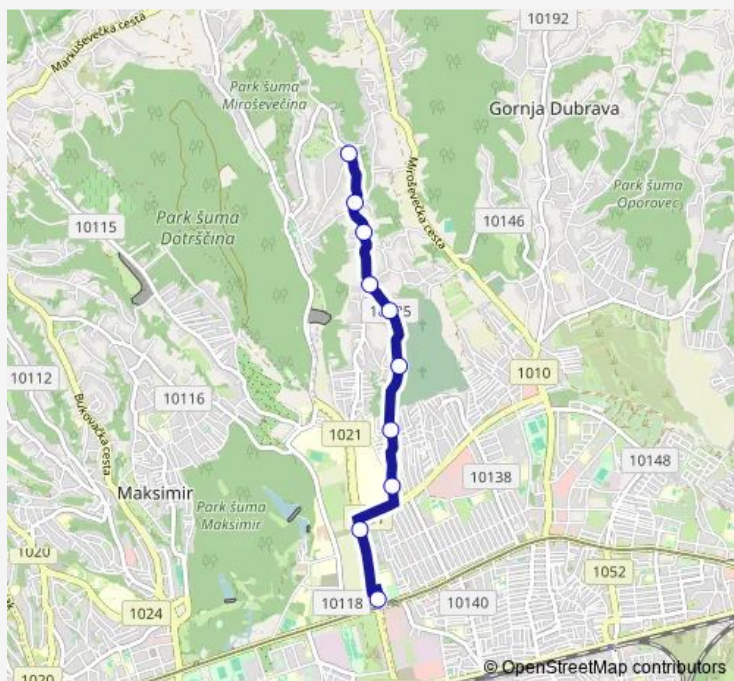 10192
Markuševečka cesta
Park šuma
Miroševečina
Gornja Dubrava
Miroševečka cesta
Park šuma
Oporovec
10146
10115
Park šuma
Dotrščina
1010
10112
10116
Bukovačka cesta
1021
10148
10138
Maksimir
Park šuma
Maksimir
1020
1052
1024
10118
10140
1020
© OpenStreetMap contributors